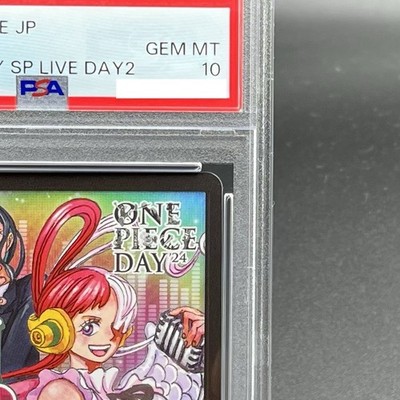 E JP
GEM MT
Y SP LIVE DAY2
10
PSA
ONE
PIECE
DAY '24